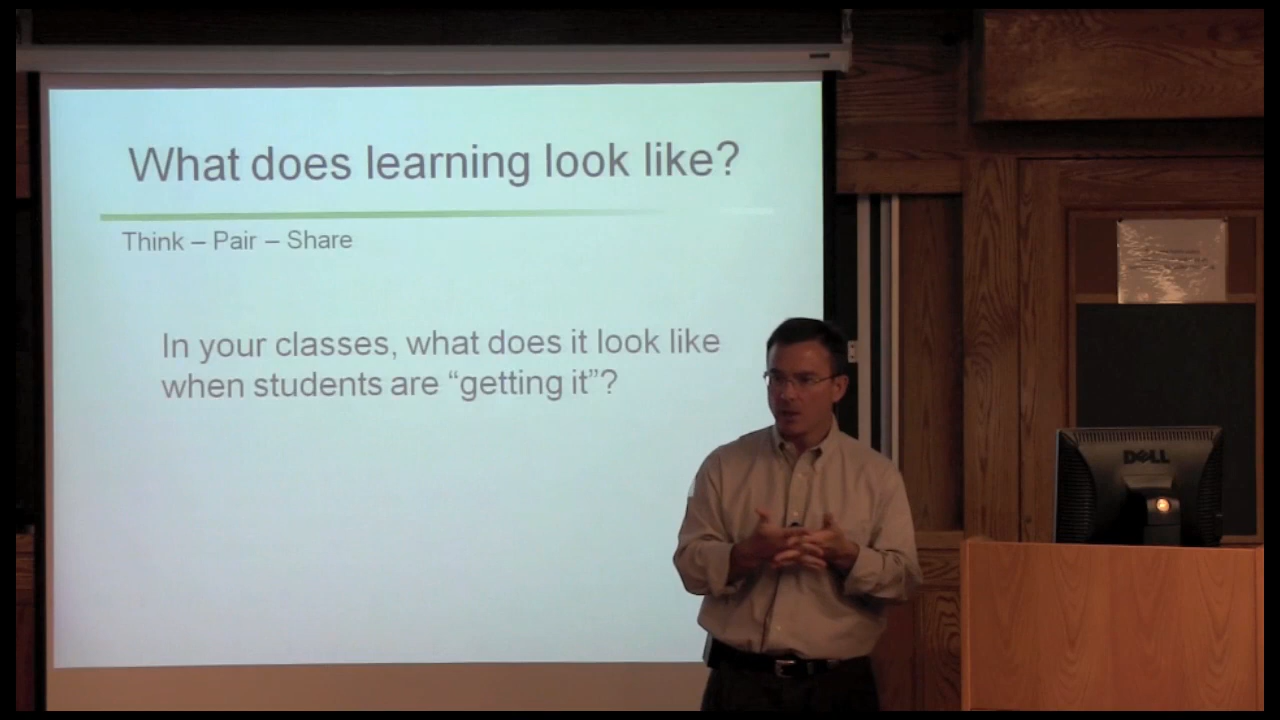 What does learning look like?
Think – Pair – Share
In your classes, what does it look like
when students are “getting it”?
DELL